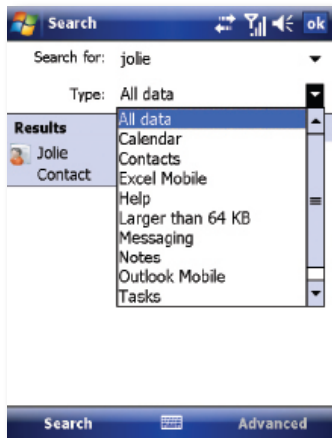 Search ok
Search for: jolie
Type: All data
Results
Jolie
Contact
All data
Calendar
Contacts
Excel Mobile
Help
Larger than 64 KB
Messaging
Notes
Outlook Mobile
Tasks
Search Advanced